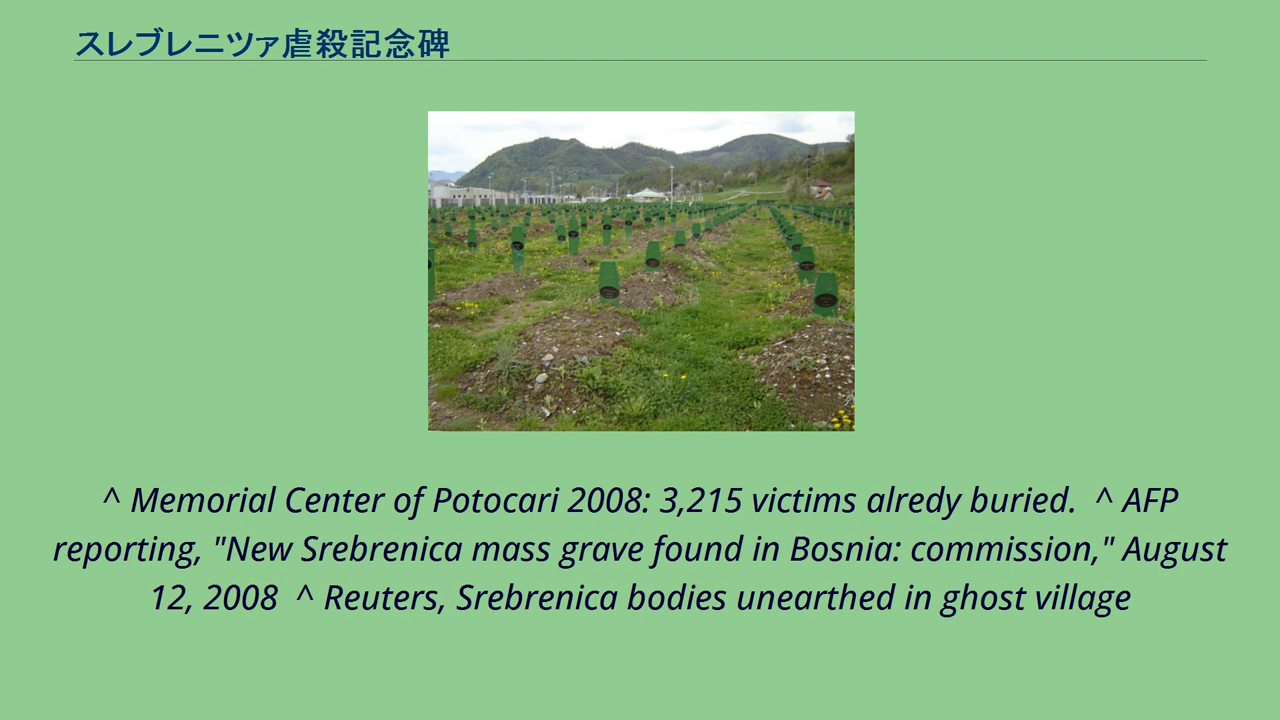 スレブレニツァ虐殺記念碑
^ Memorial Center of Potocari 2008: 3,215 victims alredy buried.  ^ AFP
reporting, "New Srebrenica mass grave found in Bosnia: commission," August
12, 2008  ^ Reuters, Srebrenica bodies unearthed in ghost village